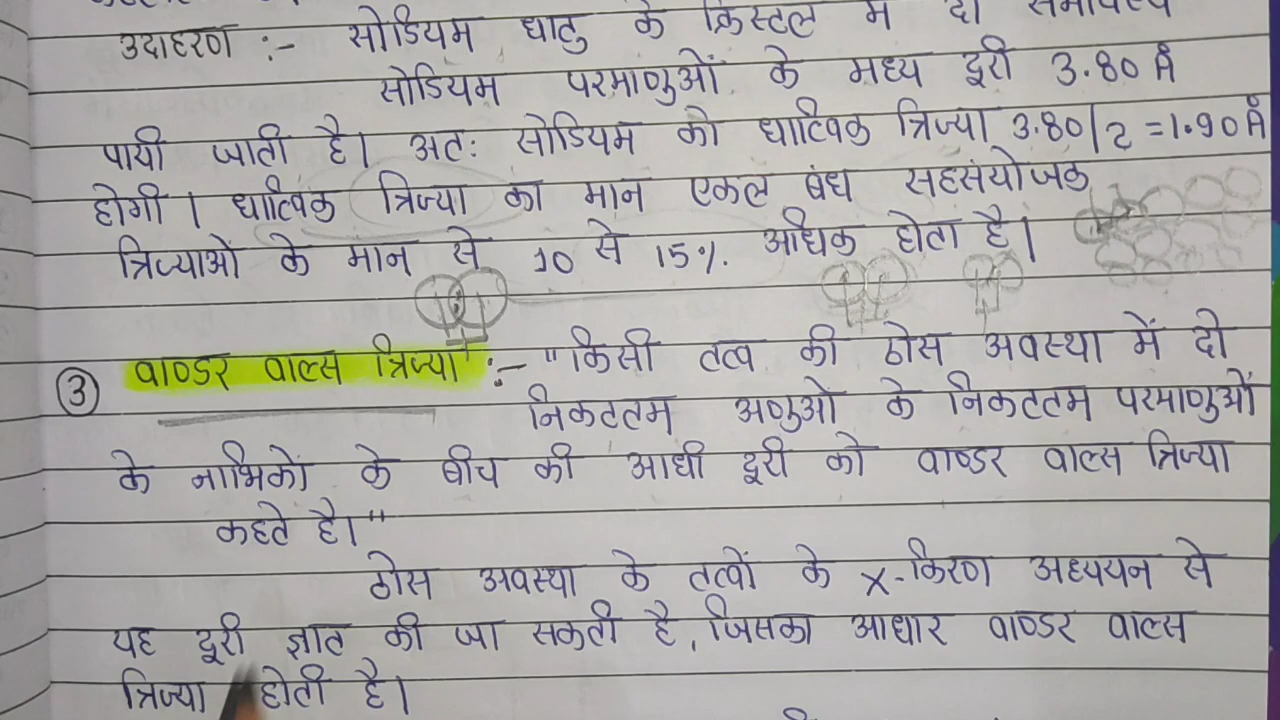 उदाहरण :- सोडियम धातु के क्रिस्टल में दो
सोडियम परमाणुओं के मध्य दूरी 3.80 Å
पायी जाती है। अतः सोडियम की धात्विक त्रिज्या 3.80/2 = 1.90 Å
होगी । धात्विक त्रिज्या का मान एकल बंध सहसंयोजक
त्रिज्याओं के मान से 10 से 15% अधिक होता है।
③ वाण्डर वाल्स त्रिज्या :- "किसी तत्व की ठोस अवस्था में दो
निकटतम अणुओ के निकटतम परमाणुओं
के नाभिकों के बीच की आधी दूरी को वाण्डर वाल्स त्रिज्या
कहते है।"
ठोस अवस्था के तत्वों के X-किरण अध्ययन से
यह दूरी ज्ञात की जा सकती है, जिसका आधार वाण्डर वाल्स
त्रिज्या होती है।